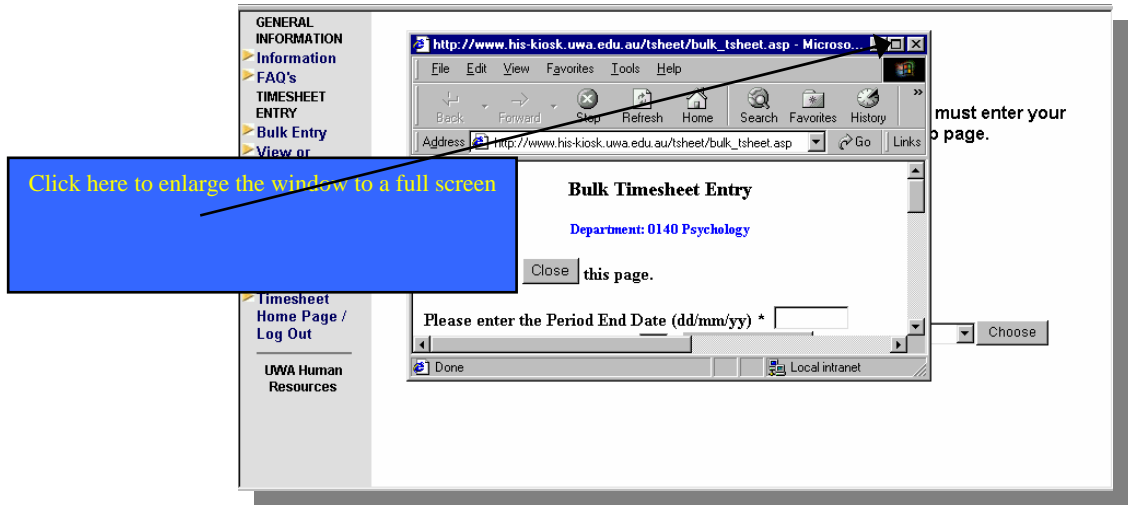 GENERAL
INFORMATION
Information
FAQ's
TIMESHEET
ENTRY
Bulk Entry
View or
Timesheet
Home Page /
Log Out
UWA Human
Resources
Click here to enlarge the window to a full screen
http://www.his-kiosk.uwa.edu.au/tsheet/bulk_tsheet.asp - Microso...
File Edit View Favorites Tools Help
Back Forward Stop Refresh Home Search Favorites History »
Address http://www.his-kiosk.uwa.edu.au/tsheet/bulk_tsheet.asp Go Links
Bulk Timesheet Entry
Department: 0140 Psychology
Close this page.
Please enter the Period End Date (dd/mm/yy) *
Done Local intranet
must enter your
page.
Choose